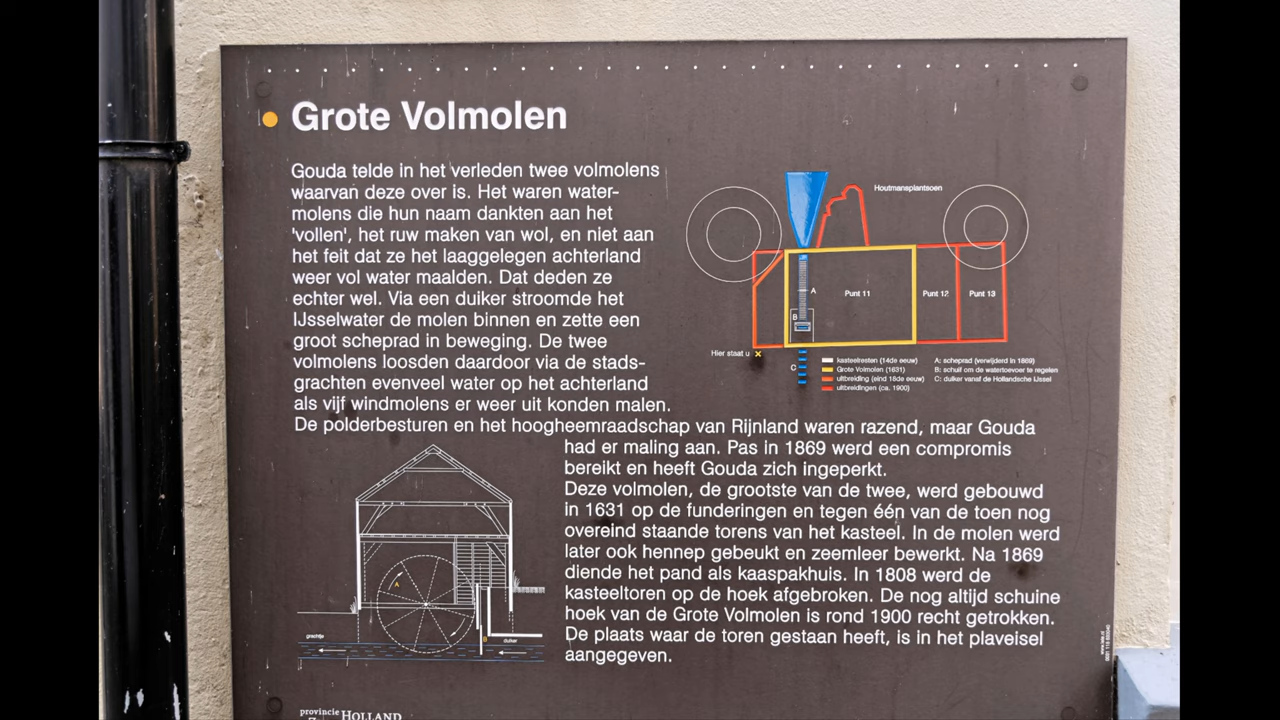 Grote Volmolen
Gouda telde in het verleden twee volmolens
waarvan deze over is. Het waren water-
molens die hun naam dankten aan het
'vollen', het ruw maken van wol, en niet aan
het feit dat ze het laaggelegen achterland
weer vol water maalden. Dat deden ze
echter wel. Via een duiker stroomde het
IJsselwater de molen binnen en zette een
groot scheprad in beweging. De twee
volmolens loosden daardoor via de stads-
grachten evenveel water op het achterland
als vijf windmolens er weer uit konden malen.
De polderbesturen en het hoogheemraadschap van Rijnland waren razend, maar Gouda
had er maling aan. Pas in 1869 werd een compromis
bereikt en heeft Gouda zich ingeperkt.
Deze volmolen, de grootste van de twee, werd gebouwd
in 1631 op de funderingen en tegen één van de toen nog
overeind staande torens van het kasteel. In de molen werd
later ook hennep gebeukt en zeemleer bewerkt. Na 1869
diende het pand als kaaspakhuis. In 1808 werd de
kasteeltoren op de hoek afgebroken. De nog altijd schuine
hoek van de Grote Volmolen is rond 1900 recht getrokken.
De plaats waar de toren gestaan heeft, is in het plaveisel
aangegeven.
Houtmansplantsoen
A
Punt 11
Punt 12
Punt 13
B
Hier staat u
C
kasteelresten (14de eeuw)
Grote Volmolen (1631)
uitbreiding (eind 18de eeuw)
uitbreidingen (ca. 1900)
A: scheprad (verwijderd in 1869)
B: schuif om de watertoevoer te regelen
C: duiker vanaf de Hollandsche IJssel
A
B
grachtje
duiker
provincie HOLLAND